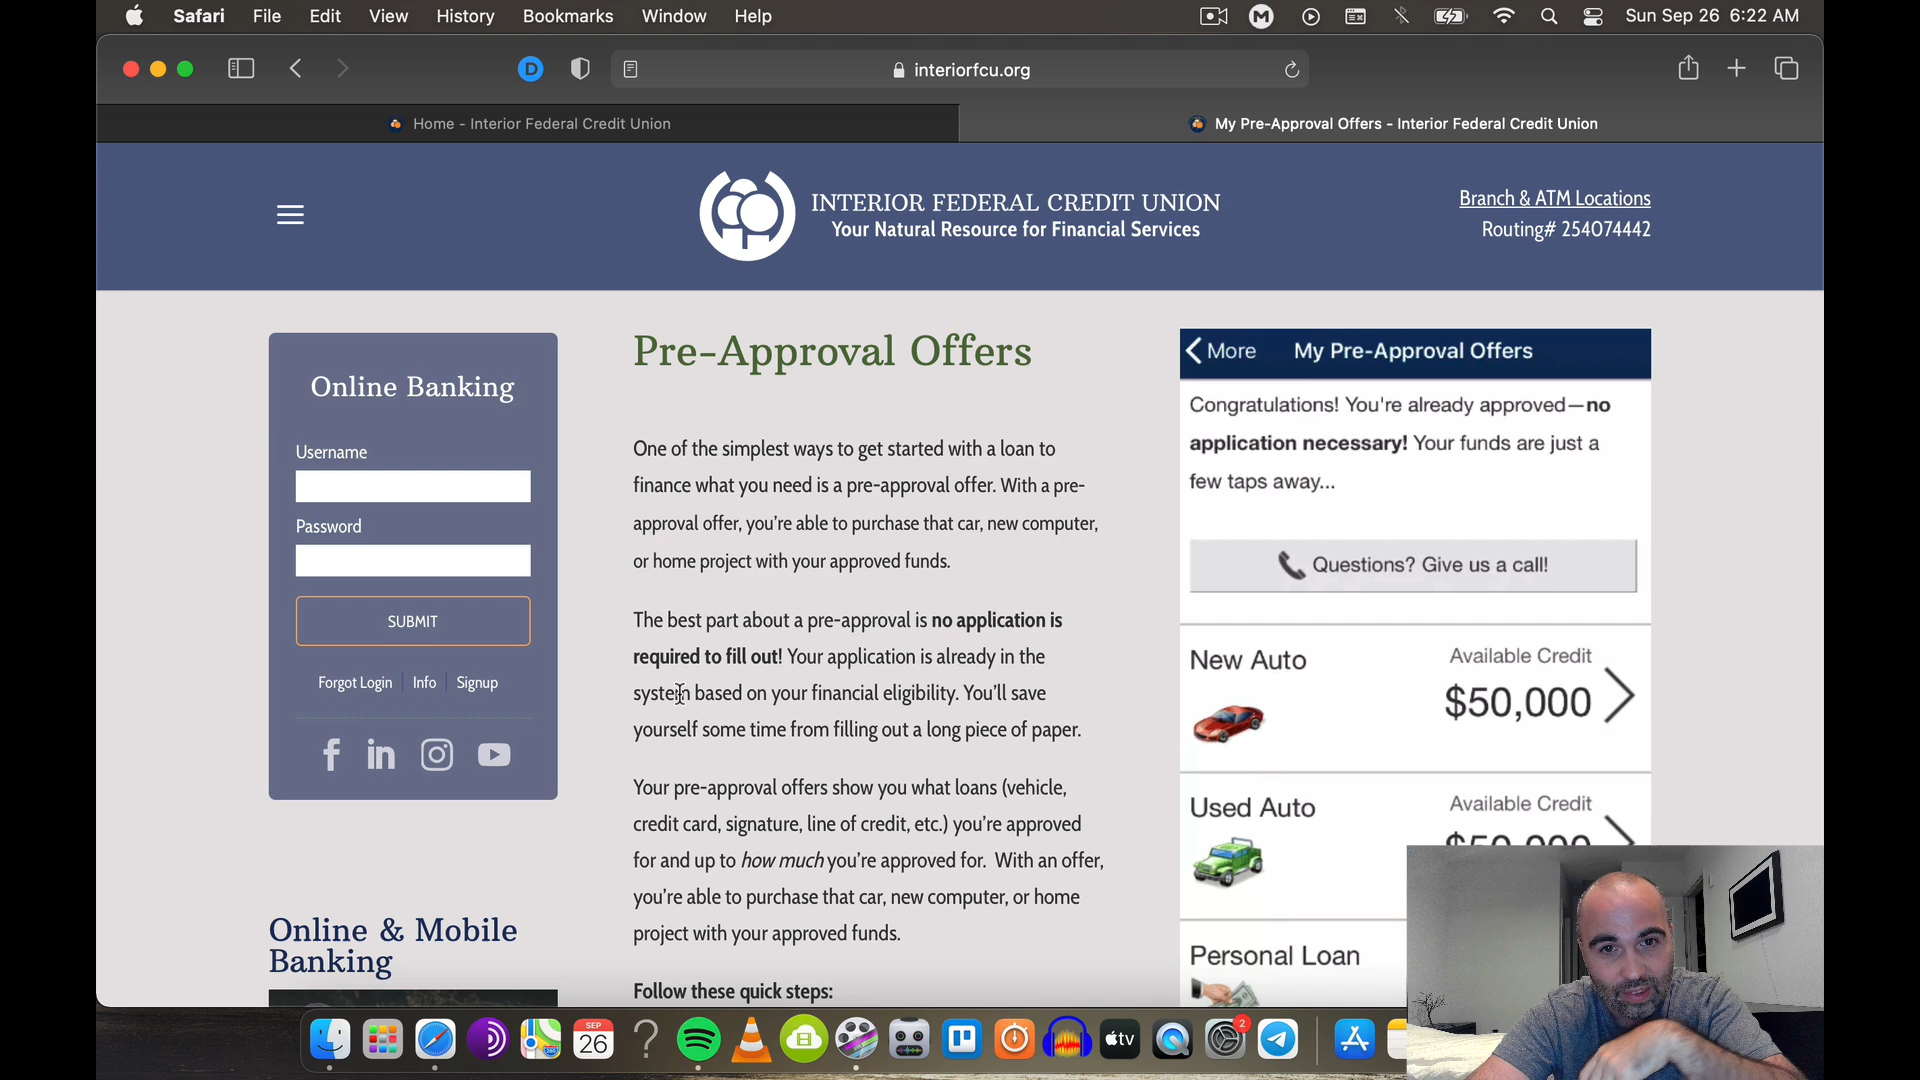 Safari File Edit View History Bookmarks Window Help
Sun Sep 26 6:22 AM
interiorfcu.org
Home - Interior Federal Credit Union
My Pre-Approval Offers - Interior Federal Credit Union
INTERIOR FEDERAL CREDIT UNION
Your Natural Resource for Financial Services
Branch & ATM Locations
Routing# 254074442
Online Banking
Username
Password
SUBMIT
Forgot Login Info Signup
Online & Mobile
Banking
Pre-Approval Offers
One of the simplest ways to get started with a loan to
finance what you need is a pre-approval offer. With a pre-
approval offer, you're able to purchase that car, new computer,
or home project with your approved funds.
The best part about a pre-approval is no application is
required to fill out! Your application is already in the
system based on your financial eligibility. You'll save
yourself some time from filling out a long piece of paper.
Your pre-approval offers show you what loans (vehicle,
credit card, signature, line of credit, etc.) you're approved
for and up to how much you're approved for. With an offer,
you're able to purchase that car, new computer, or home
project with your approved funds.
Follow these quick steps:
More My Pre-Approval Offers
Congratulations! You're already approved—no
application necessary! Your funds are just a
few taps away...
Questions? Give us a call!
New Auto
Available Credit
$50,000
Used Auto
Available Credit
Personal Loan
SEP
26
tv
2